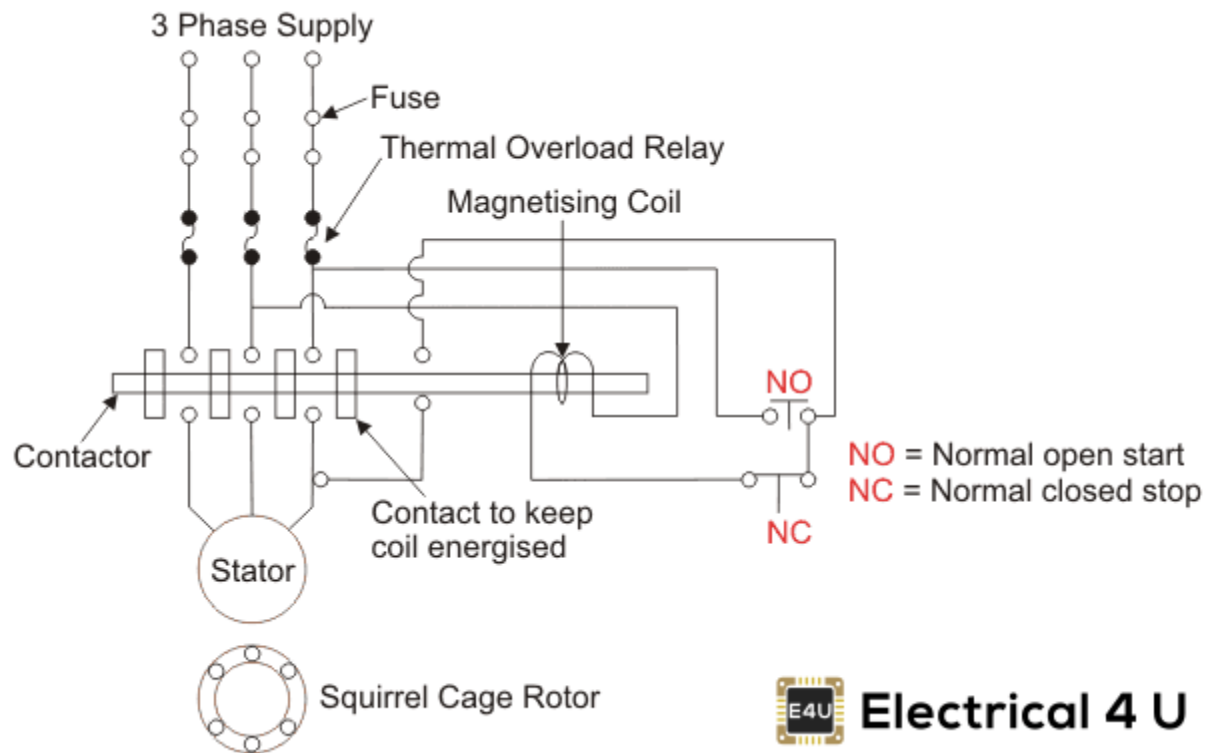 3 Phase Supply
Fuse
Thermal Overload Relay
Magnetising Coil
NO
Contactor
NO = Normal open start
NC = Normal closed stop
Contact to keep
coil energised
NC
Stator
Squirrel Cage Rotor
E4U
Electrical 4 U